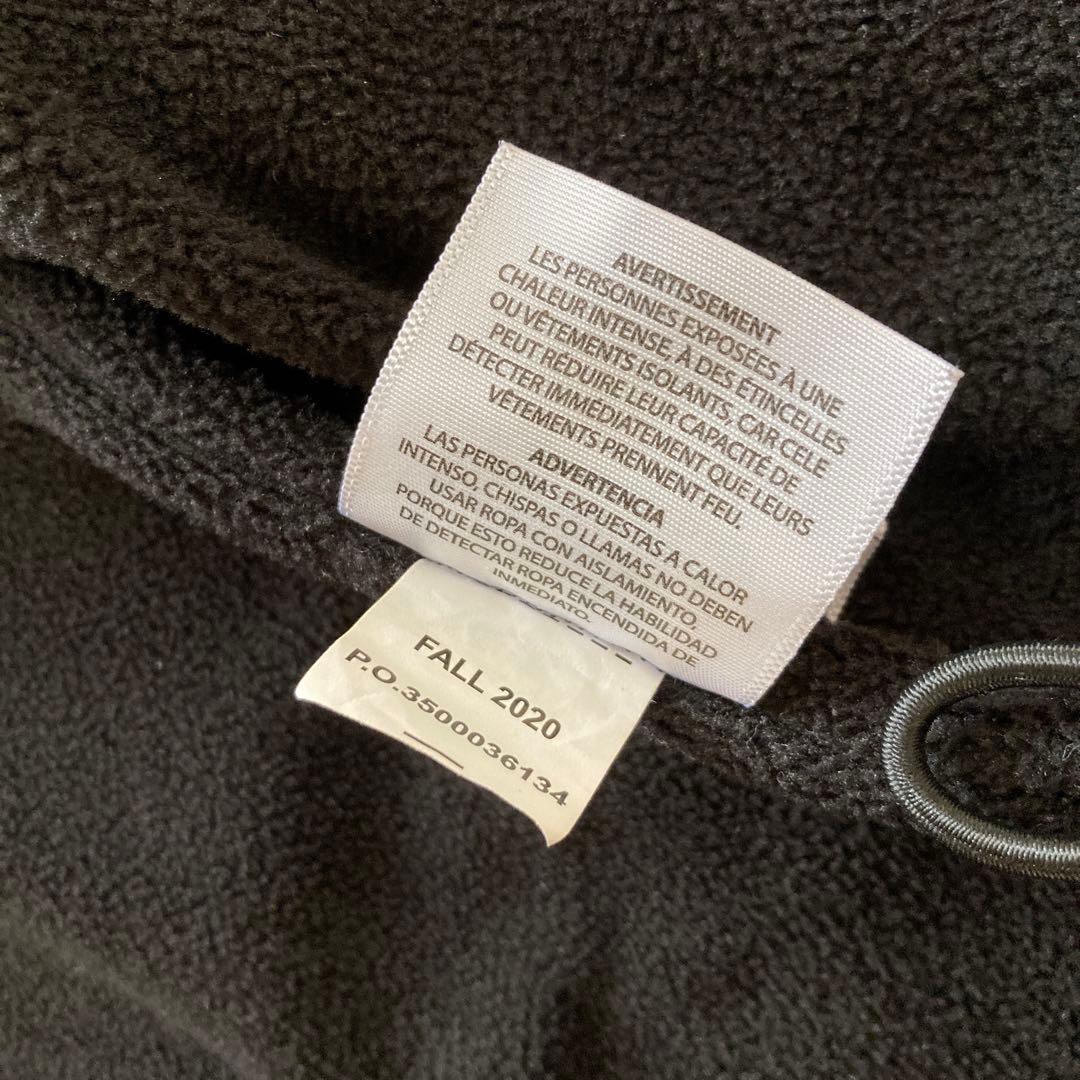 AVERTISSEMENT
LES PERSONNES EXPOSÉES À UNE
CHALEUR INTENSE, À DES ÉTINCELLES
OU VÊTEMENTS ISOLANTS, CAR CELE
PEUT RÉDUIRE LEUR CAPACITÉ DE
DÉTECTER IMMÉDIATEMENT QUE LEURS
VÊTEMENTS PRENNENT FEU.
ADVERTENCIA
LAS PERSONAS EXPUESTAS A CALOR
INTENSO, CHISPAS O LLAMAS NO DEBEN
USAR ROPA CON AISLAMIENTO,
PORQUE ESTO REDUCE LA HABILIDAD
DE DETECTAR ROPA ENCENDIDA DE
INMEDIATO.
FALL 2020
P.O.3500036134